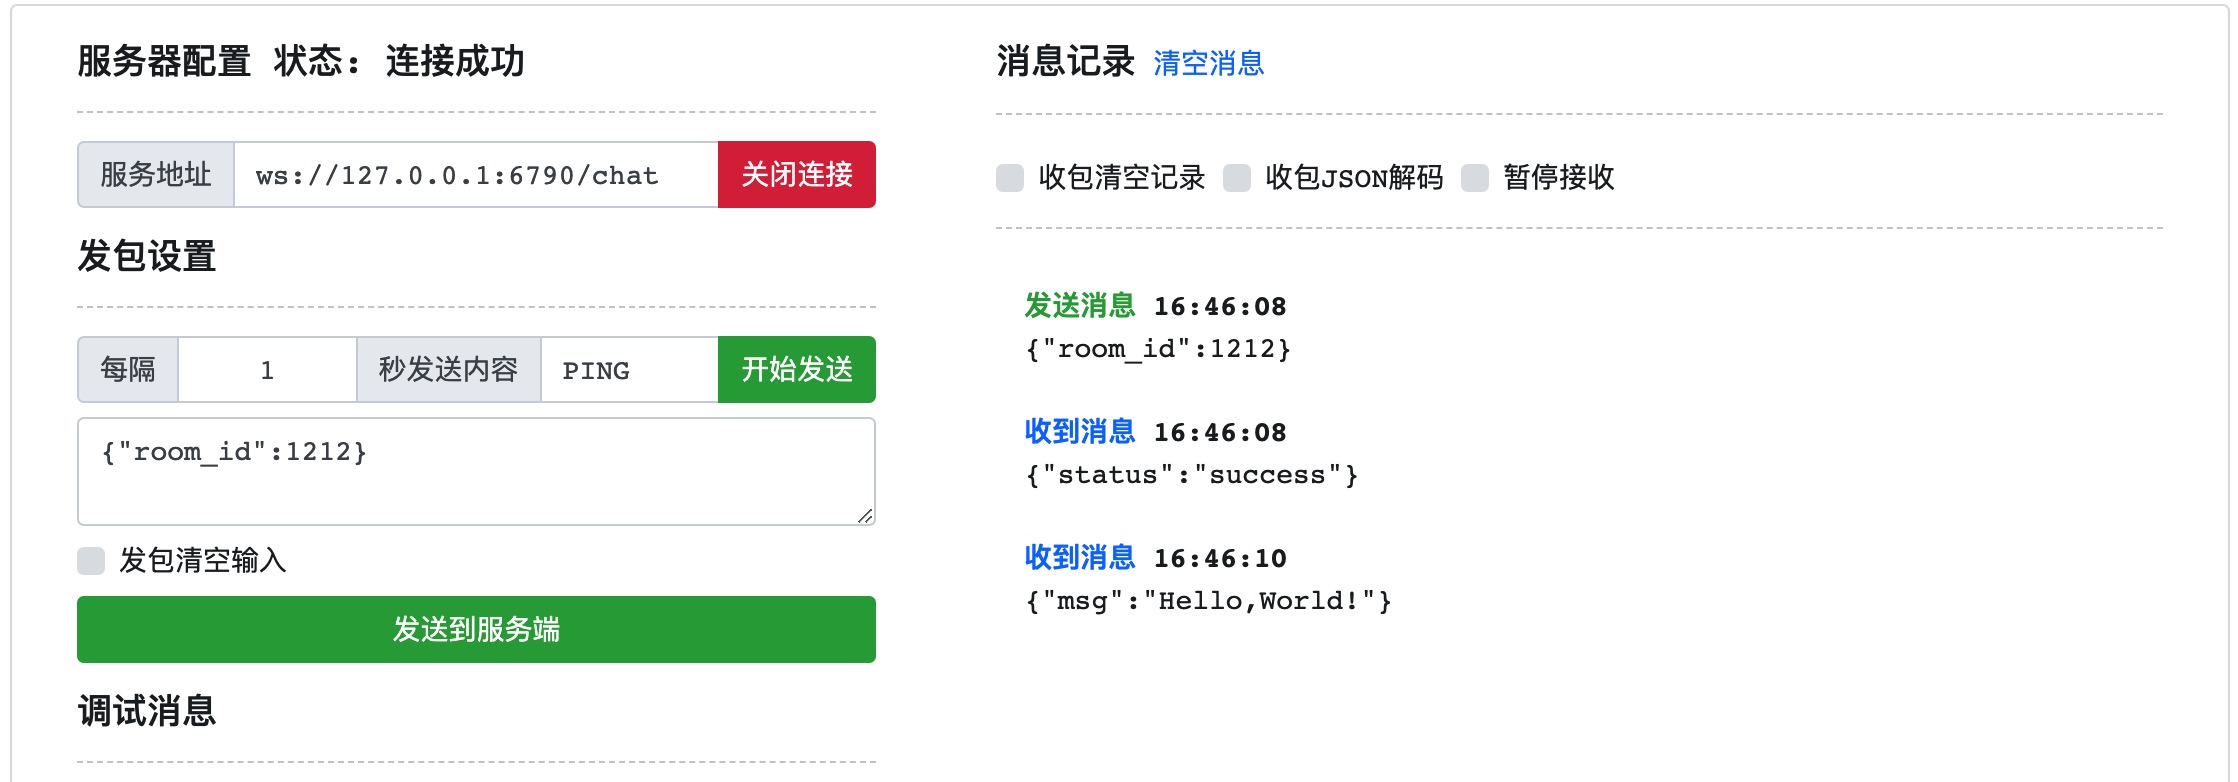 服务器配置 状态: 连接成功
服务地址 ws://127.0.0.1:6790/chat 关闭连接
发包设置
每隔 1 秒发送内容 PING 开始发送
{"room_id":1212}
发包清空输入
发送到服务端
调试消息
消息记录 清空消息
收包清空记录 收包JSON解码 暂停接收
发送消息 16:46:08
{"room_id":1212}
收到消息 16:46:08
{"status":"success"}
收到消息 16:46:10
{"msg":"Hello,World!"}